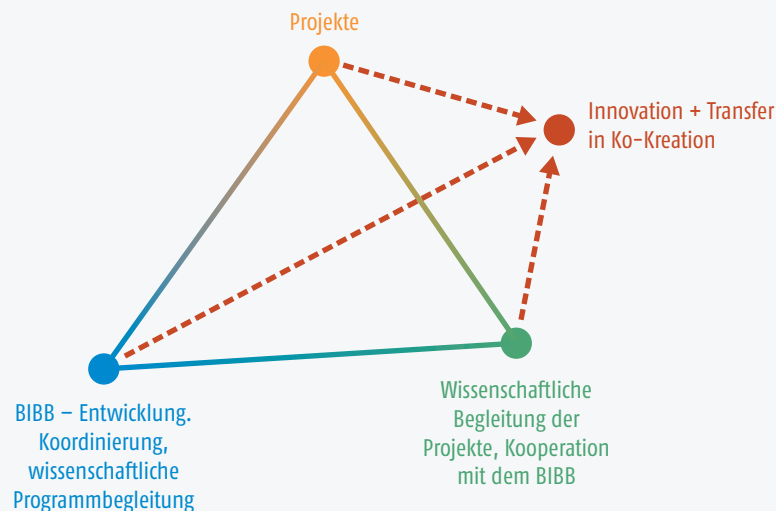 Projekte
Innovation + Transfer
in Ko-Kreation
BIBB – Entwicklung.
Koordinierung,
wissenschaftliche
Programmbegleitung
Wissenschaftliche
Begleitung der
Projekte, Kooperation
mit dem BIBB